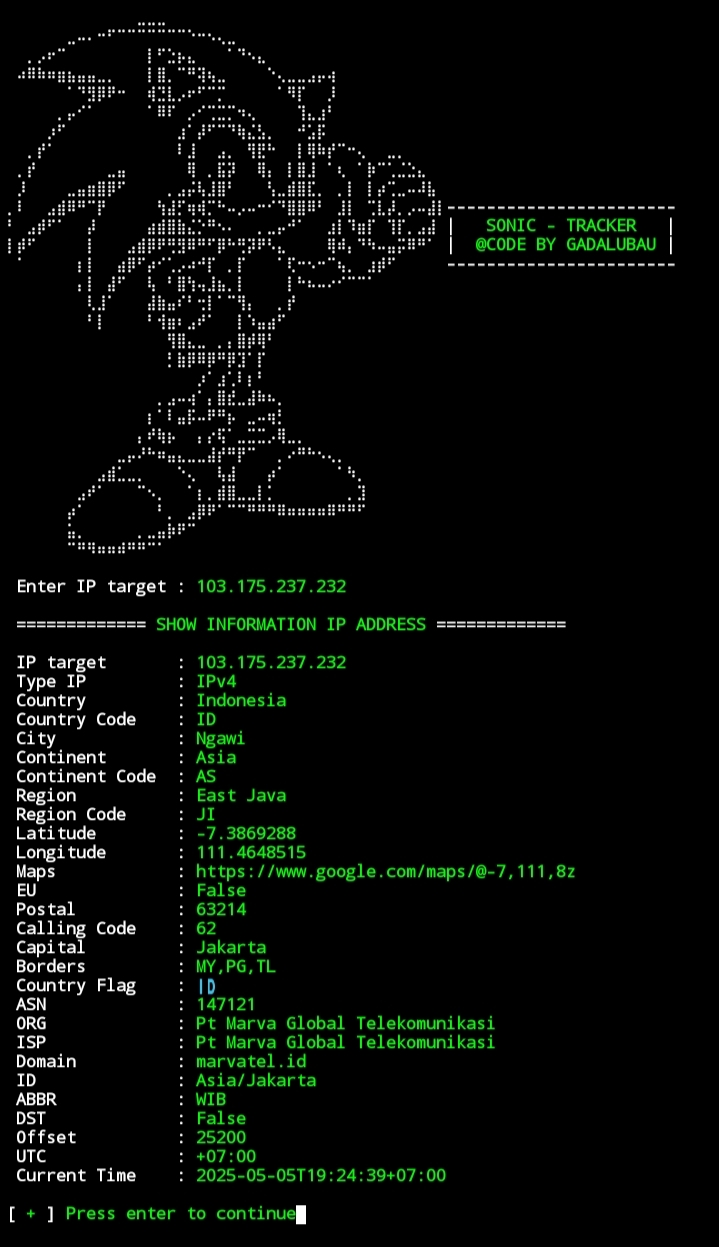 SONIC - TRACKER
@CODE BY GADALUBAU
Enter IP target : 103.175.237.232
============= SHOW INFORMATION IP ADDRESS =============
IP target : 103.175.237.232
Type IP : IPv4
Country : Indonesia
Country Code : ID
City : Ngawi
Continent : Asia
Continent Code : AS
Region : East Java
Region Code : JI
Latitude : -7.3869288
Longitude : 111.4648515
Maps : https://www.google.com/maps/@-7,111,8z
EU : False
Postal : 63214
Calling Code : 62
Capital : Jakarta
Borders : MY,PG,TL
Country Flag : ID
ASN : 147121
ORG : Pt Marva Global Telekomunikasi
ISP : Pt Marva Global Telekomunikasi
Domain : marvatel.id
ID : Asia/Jakarta
ABBR : WIB
DST : False
Offset : 25200
UTC : +07:00
Current Time : 2025-05-05T19:24:39+07:00
[ + ] Press enter to continue